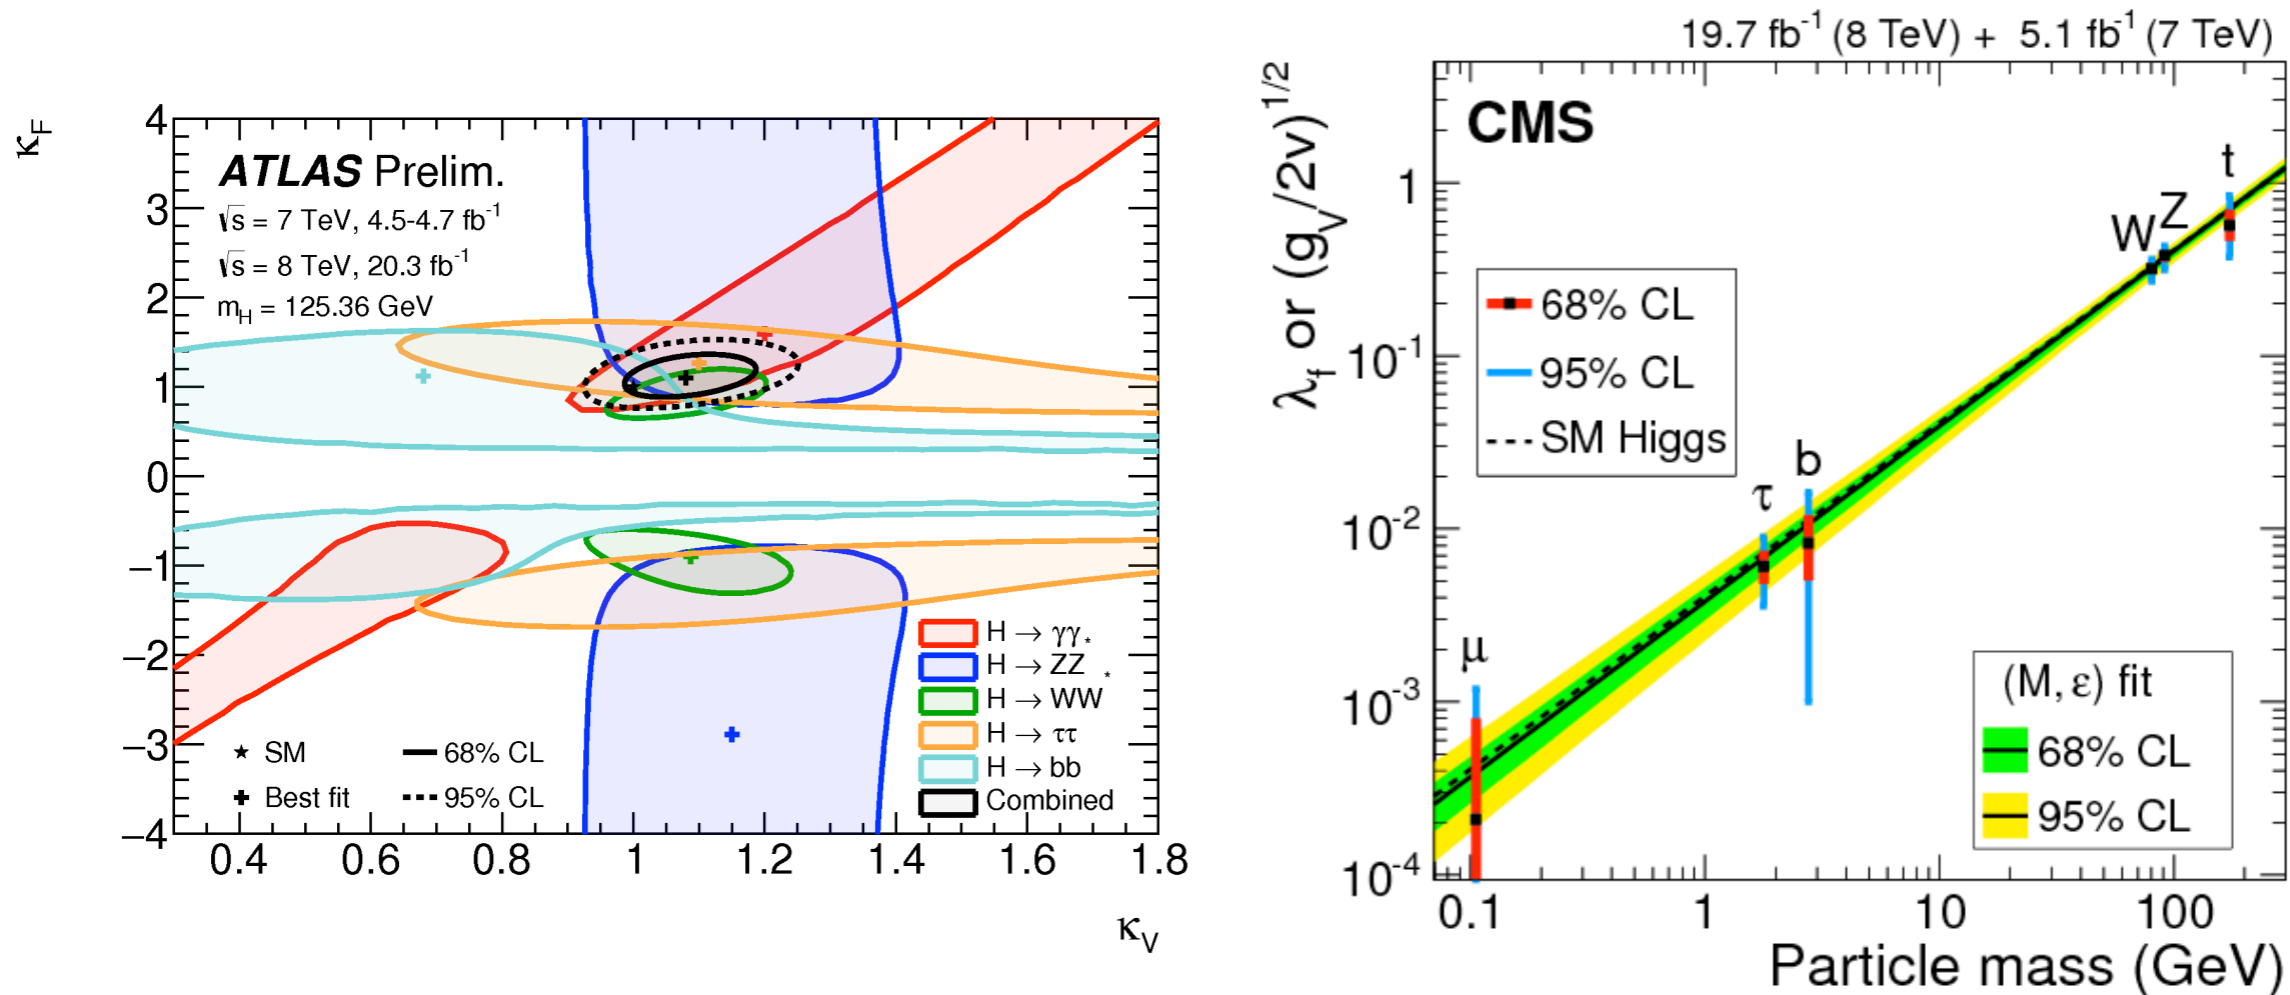 κF
4
3
2
1
0
−1
−2
−3
−4
ATLAS Prelim.
√s = 7 TeV, 4.5-4.7 fb⁻¹
√s = 8 TeV, 20.3 fb⁻¹
mH = 125.36 GeV
H → γγ
H → ZZ*
H → WW*
H → ττ
H → bb
Combined
SM
68% CL
Best fit
95% CL
0.4 0.6 0.8 1 1.2 1.4 1.6 1.8
κV
19.7 fb⁻¹ (8 TeV) + 5.1 fb⁻¹ (7 TeV)
λf or (gV/2v)¹/²
CMS
1
10⁻¹
10⁻²
10⁻³
10⁻⁴
t
W Z
68% CL
95% CL
SM Higgs
b
τ
μ
(M, ε) fit
68% CL
95% CL
0.1 1 10 100
Particle mass (GeV)